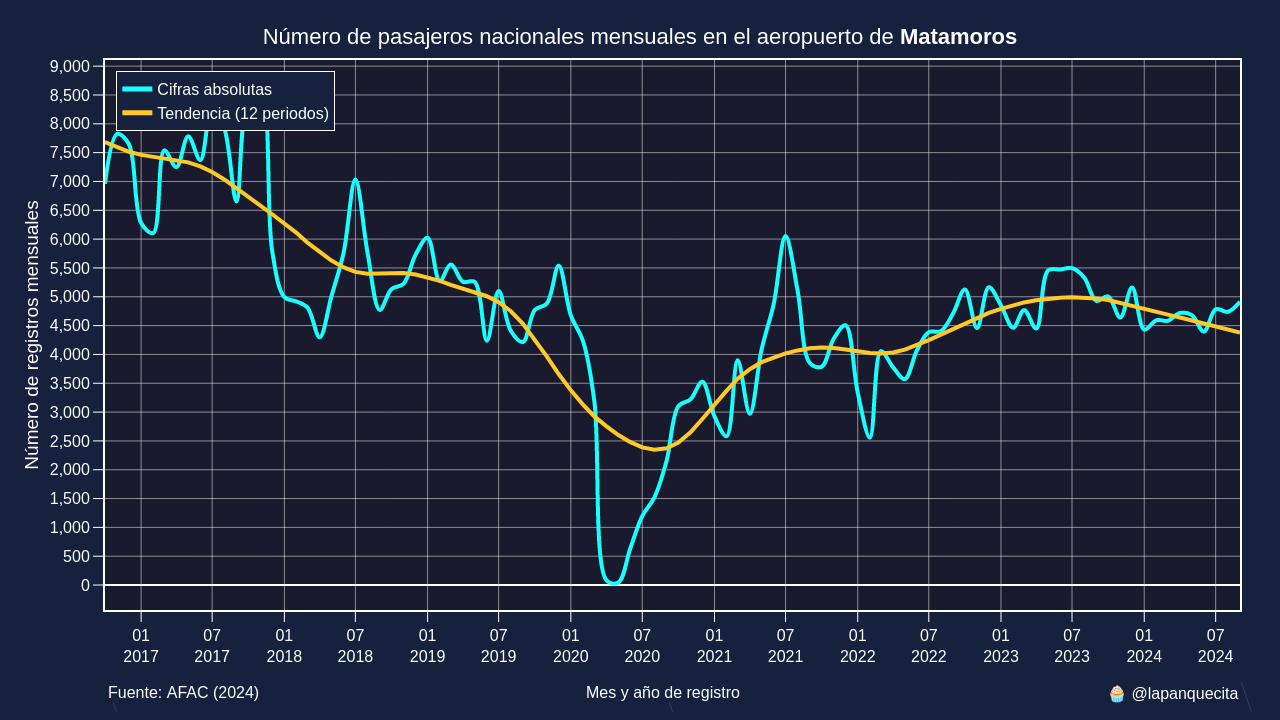 Número de pasajeros nacionales mensuales en el aeropuerto de Matamoros
Cifras absolutas
Tendencia (12 periodos)
Número de registros mensuales
9,000
8,500
8,000
7,500
7,000
6,500
6,000
5,500
5,000
4,500
4,000
3,500
3,000
2,500
2,000
1,500
1,000
500
0
01 07 01 07 01 07 01 07 01 07 01 07 01 07 01 07
2017 2017 2018 2018 2019 2019 2020 2020 2021 2021 2022 2022 2023 2023 2024 2024
Fuente: AFAC (2024) Mes y año de registro 🧁 @lapanquecita